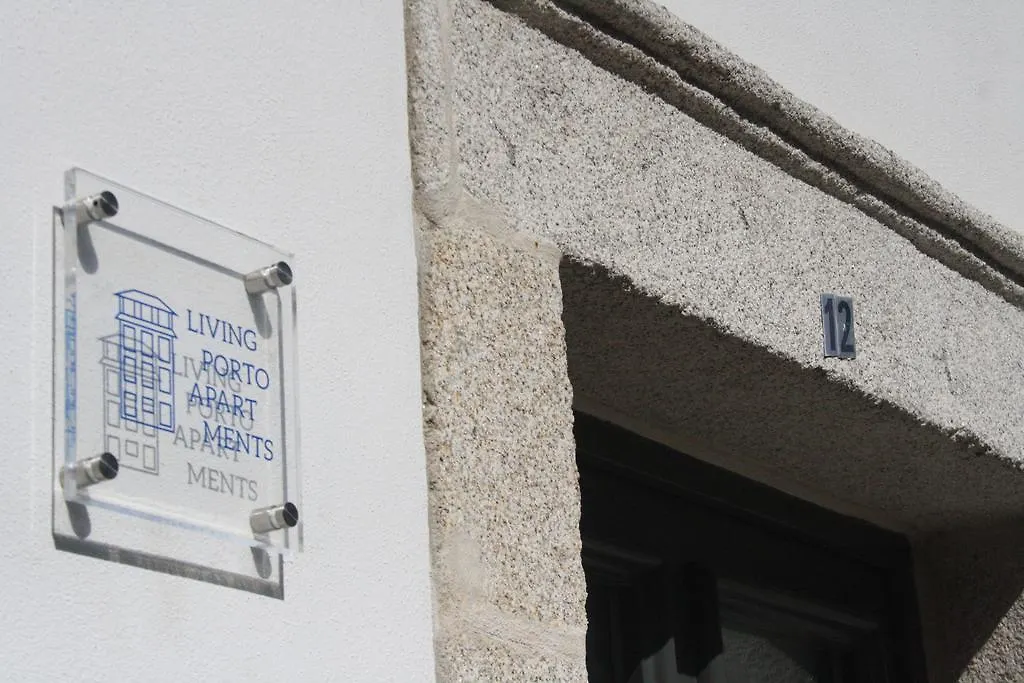 LIVING
PORTO
APART
MENTS
12